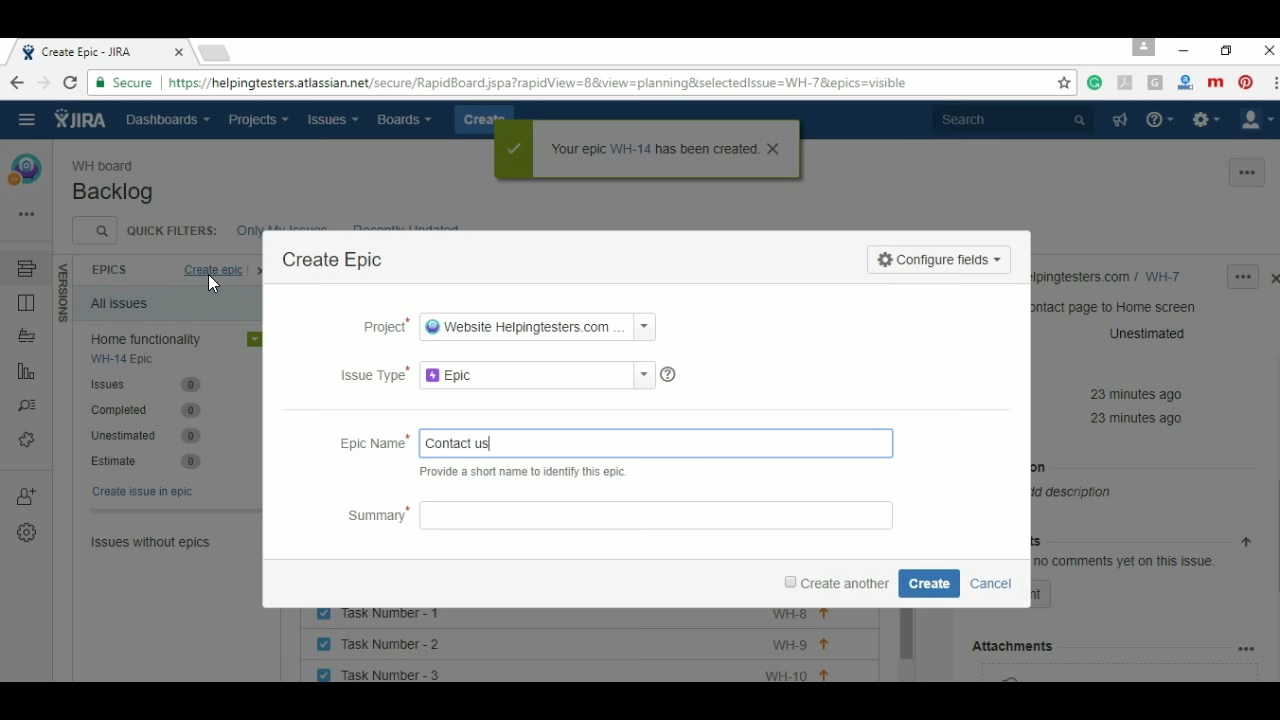 Create Epic - JIRA
Secure https://helpingtesters.atlassian.net/secure/RapidBoard.jspa?rapidView=8&view=planning&selectedIssue=WH-7&epics=visible
JIRA Dashboards Projects Issues Boards Create Search
Your epic WH-14 has been created.
WH board
Backlog
QUICK FILTERS: Only My Issues Recently Updated
VERSIONS
EPICS Create epic
All issues
Home functionality
WH-14 Epic
Issues 0
Completed 0
Unestimated 0
Estimate 0
Create issue in epic
Issues without epics
Create Epic
Configure fields
Project* Website Helpingtesters.com ...
Issue Type* Epic
Epic Name* Contact us
Provide a short name to identify this epic.
Summary*
Create another Create Cancel
Task Number - 1 WH-8
Task Number - 2 WH-9
Task Number - 3 WH-10
lpingtesters.com / WH-7
ontact page to Home screen
Unestimated
23 minutes ago
23 minutes ago
on
dd description
ts
no comments yet on this issue.
nt
Attachments